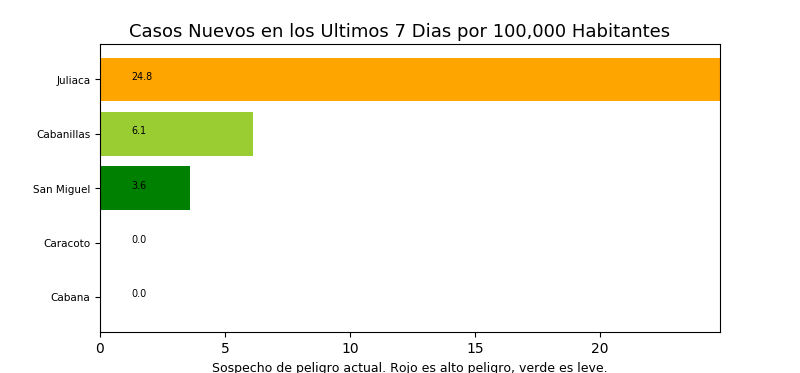 Casos Nuevos en los Ultimos 7 Dias por 100,000 Habitantes
Juliaca 24.8
Cabanillas 6.1
San Miguel 3.6
Caracoto 0.0
Cabana 0.0
0 5 10 15 20
Sospecho de peligro actual. Rojo es alto peligro, verde es leve.